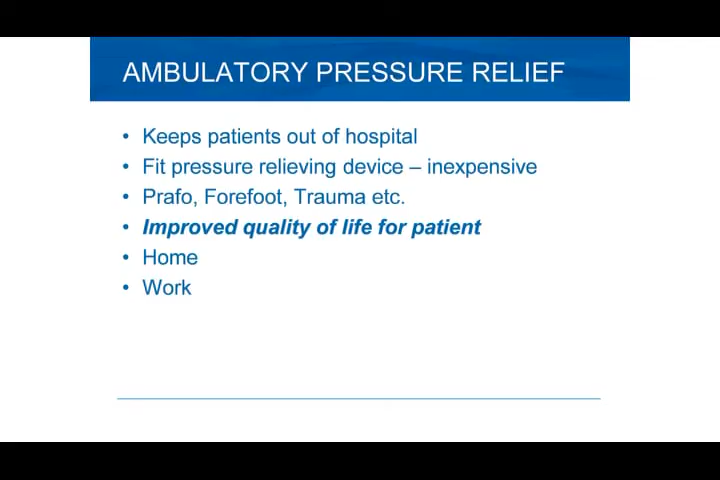 AMBULATORY PRESSURE RELIEF
• Keeps patients out of hospital
• Fit pressure relieving device – inexpensive
• Prafo, Forefoot, Trauma etc.
• Improved quality of life for patient
• Home
• Work